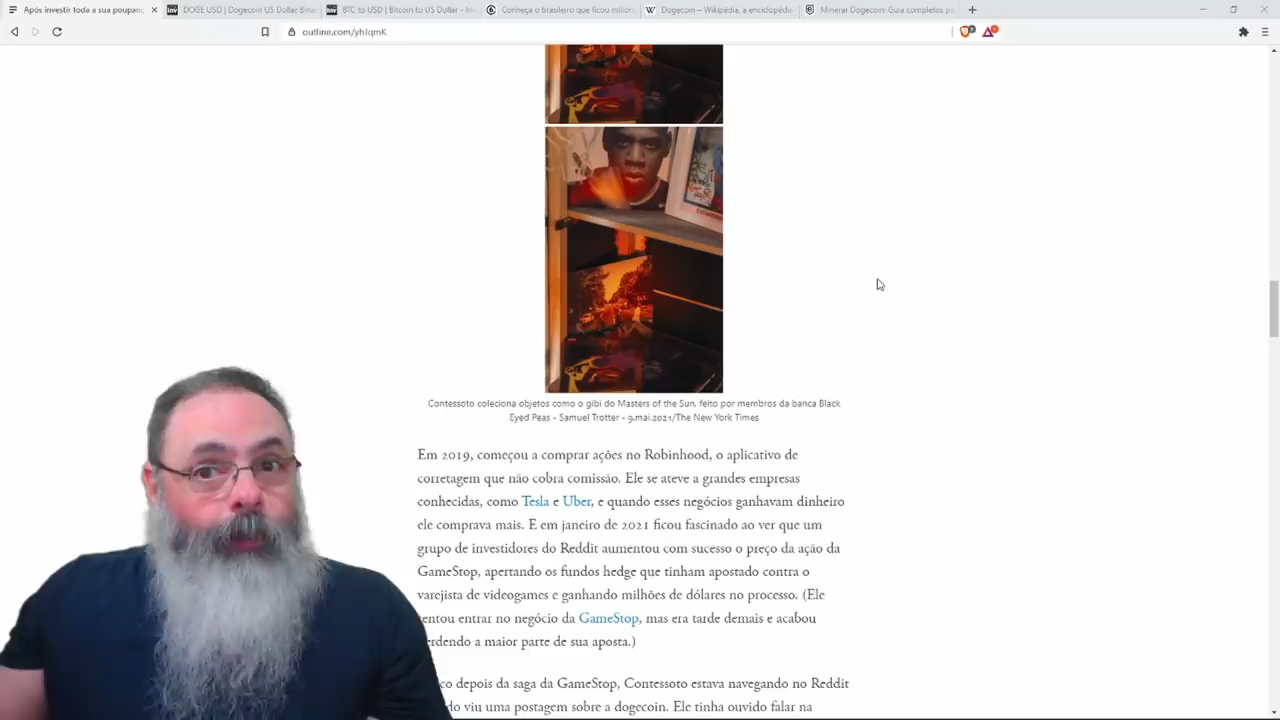 Após investir toda a sua poupanç
DOGE USD | Dogecoin US Dollar Bina
BTC to USD | Bitcoin to US Dollar - Inv
Conheça o brasileiro que ficou milion
Dogecoin – Wikipédia, a enciclopédi
Minerar Dogecoin: Guia completos pa
outline.com/yhJqmK
Contessoto coleciona objetos como o gibi do Masters of the Sun, feito por membros da banca Black
Eyed Peas - Samuel Trotter - 9.mai.2021/The New York Times
Em 2019, começou a comprar ações no Robinhood, o aplicativo de
corretagem que não cobra comissão. Ele se ateve a grandes empresas
conhecidas, como Tesla e Uber, e quando esses negócios ganhavam dinheiro
ele comprava mais. E em janeiro de 2021 ficou fascinado ao ver que um
grupo de investidores do Reddit aumentou com sucesso o preço da ação da
GameStop, apertando os fundos hedge que tinham apostado contra o
varejista de videogames e ganhando milhões de dólares no processo. (Ele
entou entrar no negócio da GameStop, mas era tarde demais e acabou
erdendo a maior parte de sua aposta.)
co depois da saga da GameStop, Contessoto estava navegando no Reddit
do viu uma postagem sobre a dogecoin. Ele tinha ouvido falar na